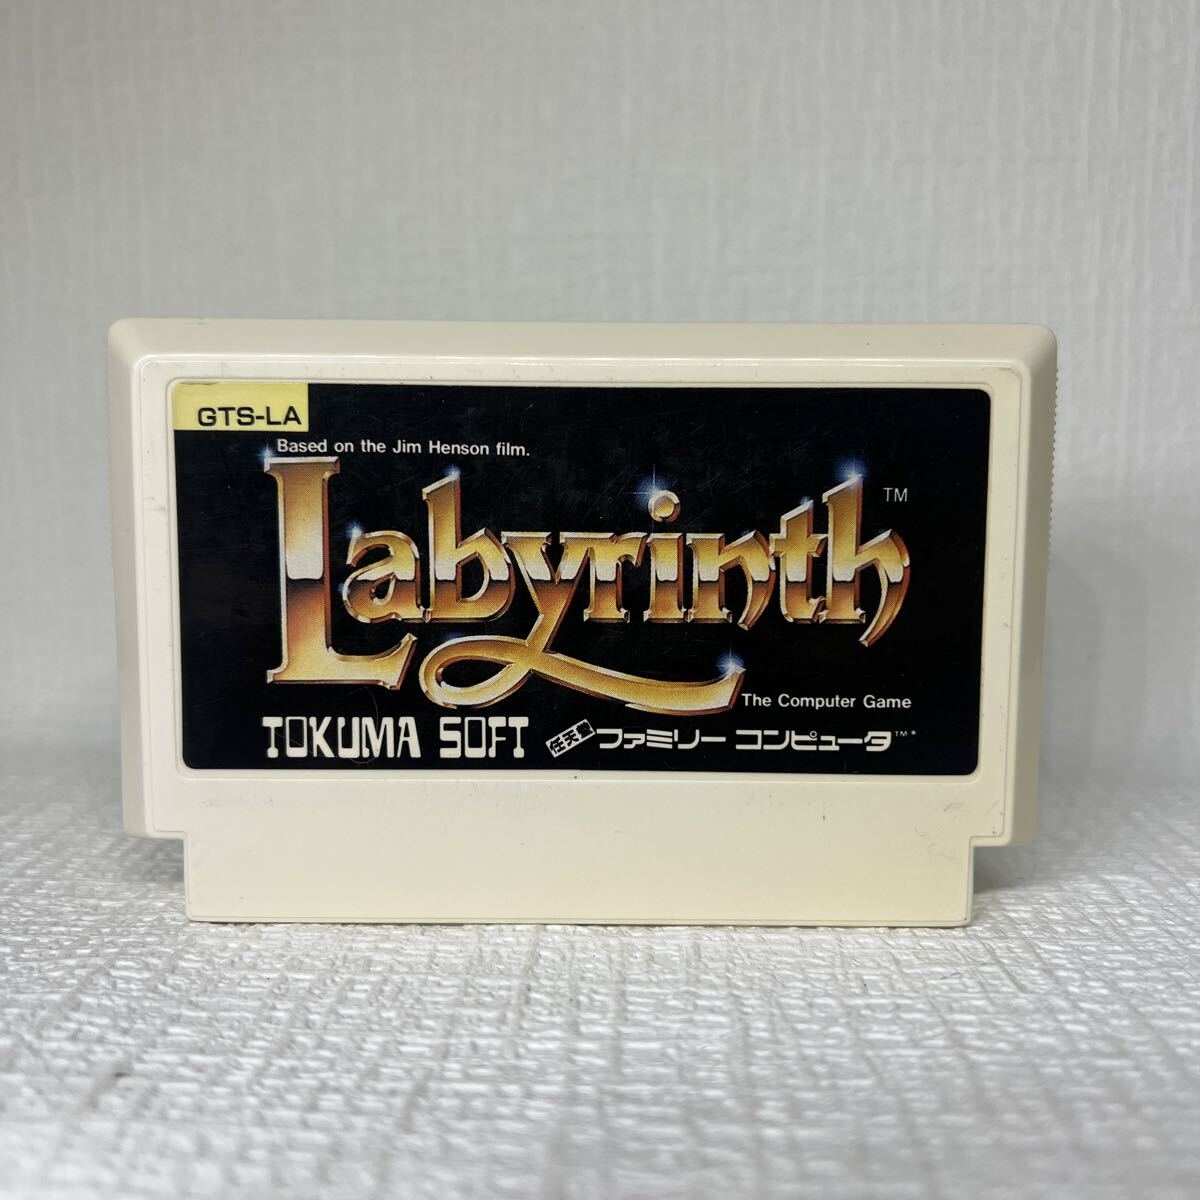 GTS-LA
Based on the Jim Henson film.
Labyrinth TM
The Computer Game
TOKUMA SOFT 任天堂 ファミリー コンピュータ TM*